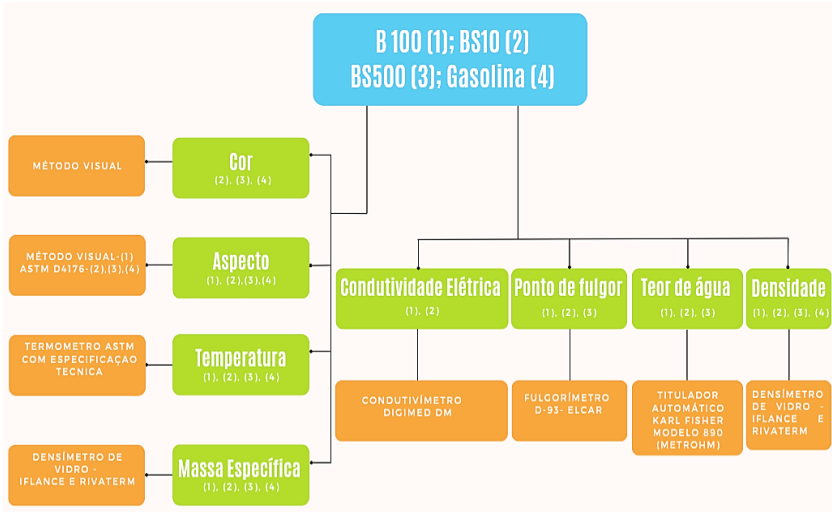 B 100 (1); BS10 (2)
BS500 (3); Gasolina (4)
MÉTODO VISUAL
Cor
(2), (3), (4)
MÉTODO VISUAL-(1)
ASTM D4176-(2),(3),(4)
Aspecto
(1), (2),(3),(4)
TERMOMETRO ASTM
COM ESPECIFICAÇAO
TECNICA
Temperatura
(1), (2), (3), (4)
DENSÍMETRO DE
VIDRO -
IFLANCE E RIVATERM
Massa Específica
(1), (2), (3), (4)
Condutividade Elétrica
(1), (2)
Ponto de fulgor
(1), (2), (3)
Teor de água
(1), (2), (3)
Densidade
(1), (2), (3), (4)
CONDUTIVÍMETRO
DIGIMED DM
FULGORÍMETRO
D-93- ELCAR
TITULADOR
AUTOMÁTICO
KARL FISHER
MODELO 890
(METROHM)
DENSÍMETRO
DE VIDRO -
IFLANCE E
RIVATERM